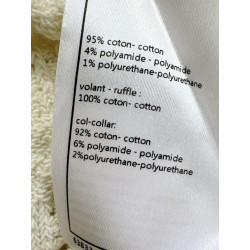 95% coton- cotton
4% polyamide - polyamide
1% polyurethane-polyurethane
volant - ruffle :
100% coton- cotton
col-collar:
92% coton- cotton
6% polyamide - polyamide
2%polyurethane-polyurethane